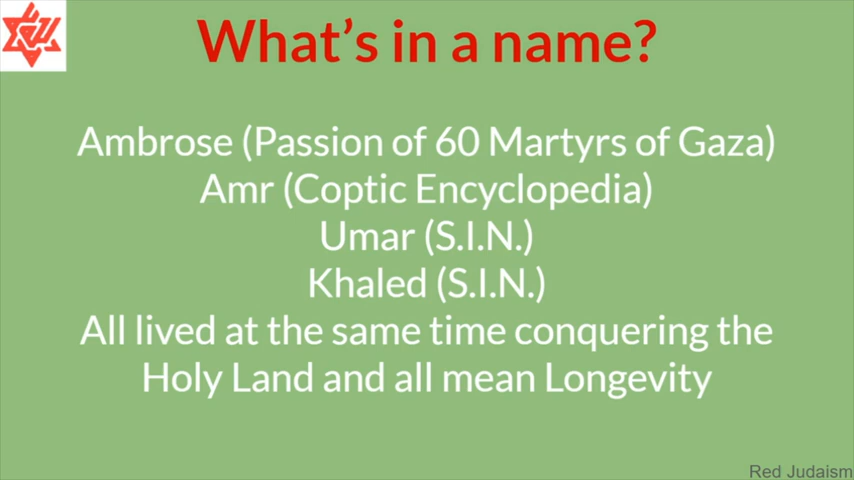 What's in a name?
Ambrose (Passion of 60 Martyrs of Gaza)
Amr (Coptic Encyclopedia)
Umar (S.I.N.)
Khaled (S.I.N.)
All lived at the same time conquering the
Holy Land and all mean Longevity
Red Judaism